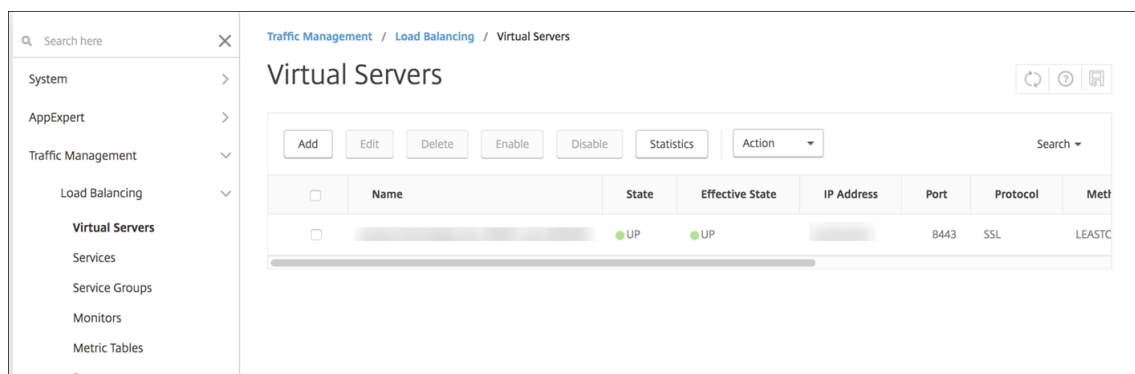 Search here
Traffic Management / Load Balancing / Virtual Servers
System
Virtual Servers
AppExpert
Traffic Management
Add Edit Delete Enable Disable Statistics Action Search
Load Balancing
Name State Effective State IP Address Port Protocol Meth
Virtual Servers
UP UP 8443 SSL LEASTC
Services
Service Groups
Monitors
Metric Tables